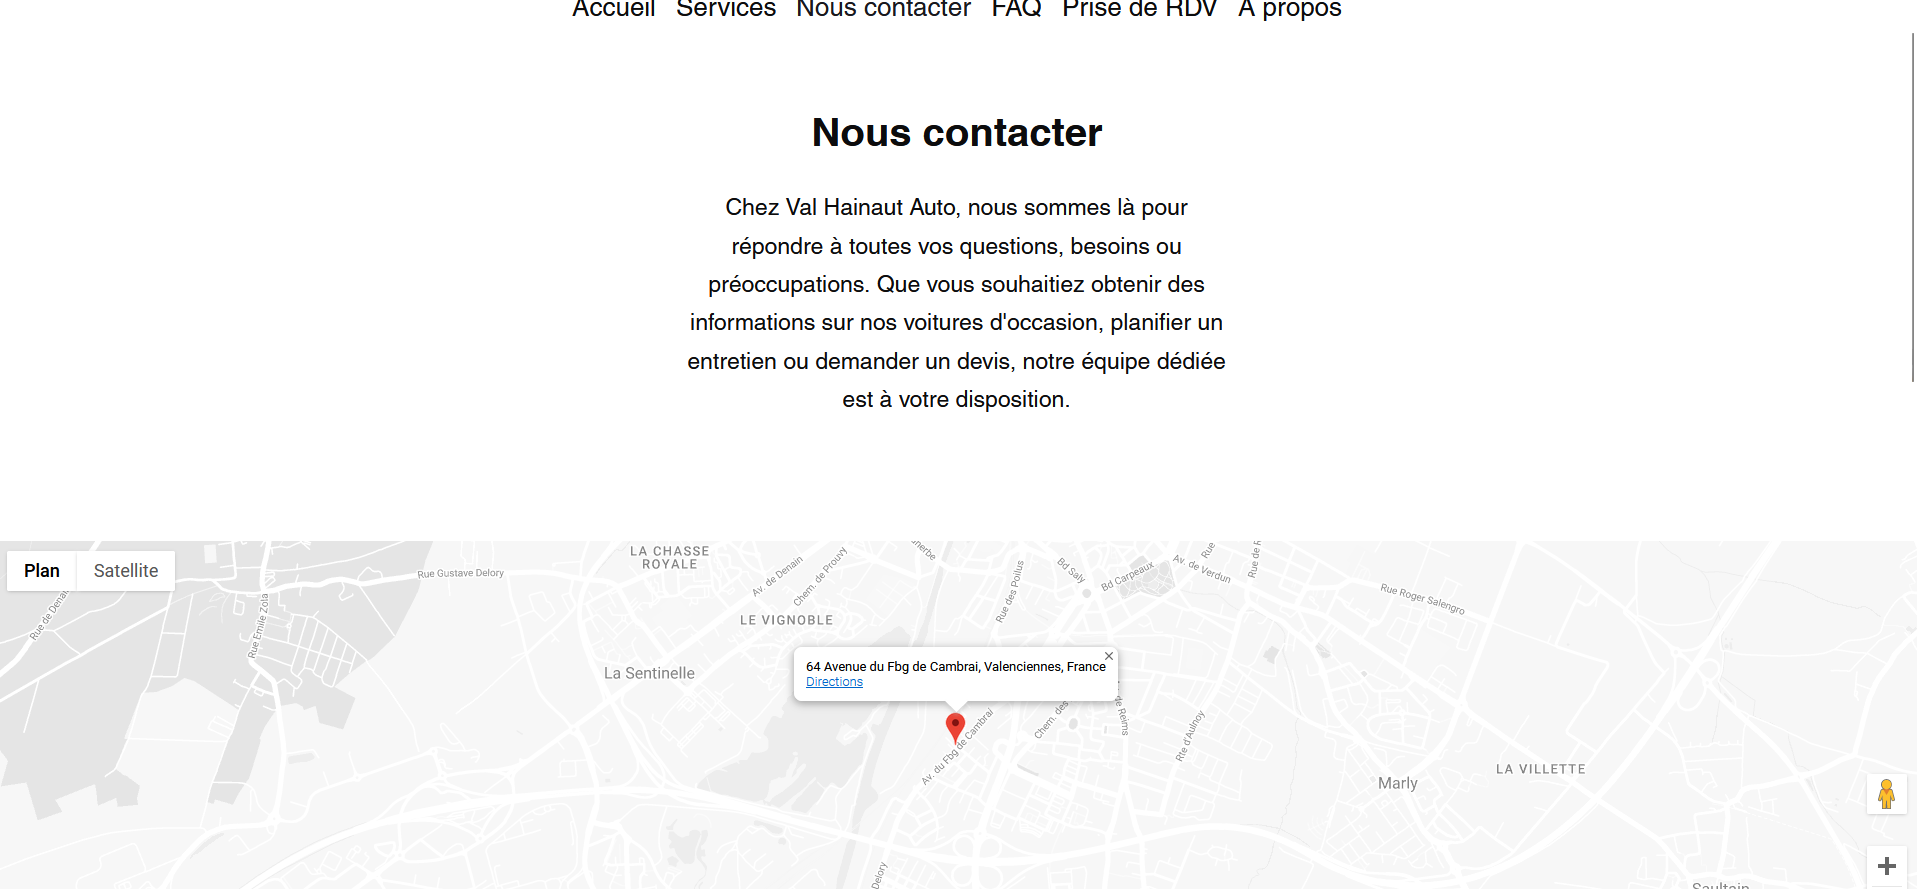 Accueil Services Nous contacter FAQ Prise de RDV A propos
Nous contacter
Chez Val Hainaut Auto, nous sommes là pour
répondre à toutes vos questions, besoins ou
préoccupations. Que vous souhaitiez obtenir des
informations sur nos voitures d'occasion, planifier un
entretien ou demander un devis, notre équipe dédiée
est à votre disposition.
Plan Satellite
LA CHASSE
ROYALE
Rue Gustave Delory
Av. de Denain
Chem. de Prouvy
Rue des Poilus
Bd Saly
Bd Carpeaux
Av. de Verdun
Rue
Rue de
Rue Roger Salengro
Rue de Denain
Rue Emile Zola
LE VIGNOBLE
La Sentinelle
64 Avenue du Fbg de Cambrai, Valenciennes, France
Directions
Av. du Fbg de Cambrai
Chem. des
de Reims
Rte d'Aulnoy
LA VILLETTE
Marly
Delory
Saultain